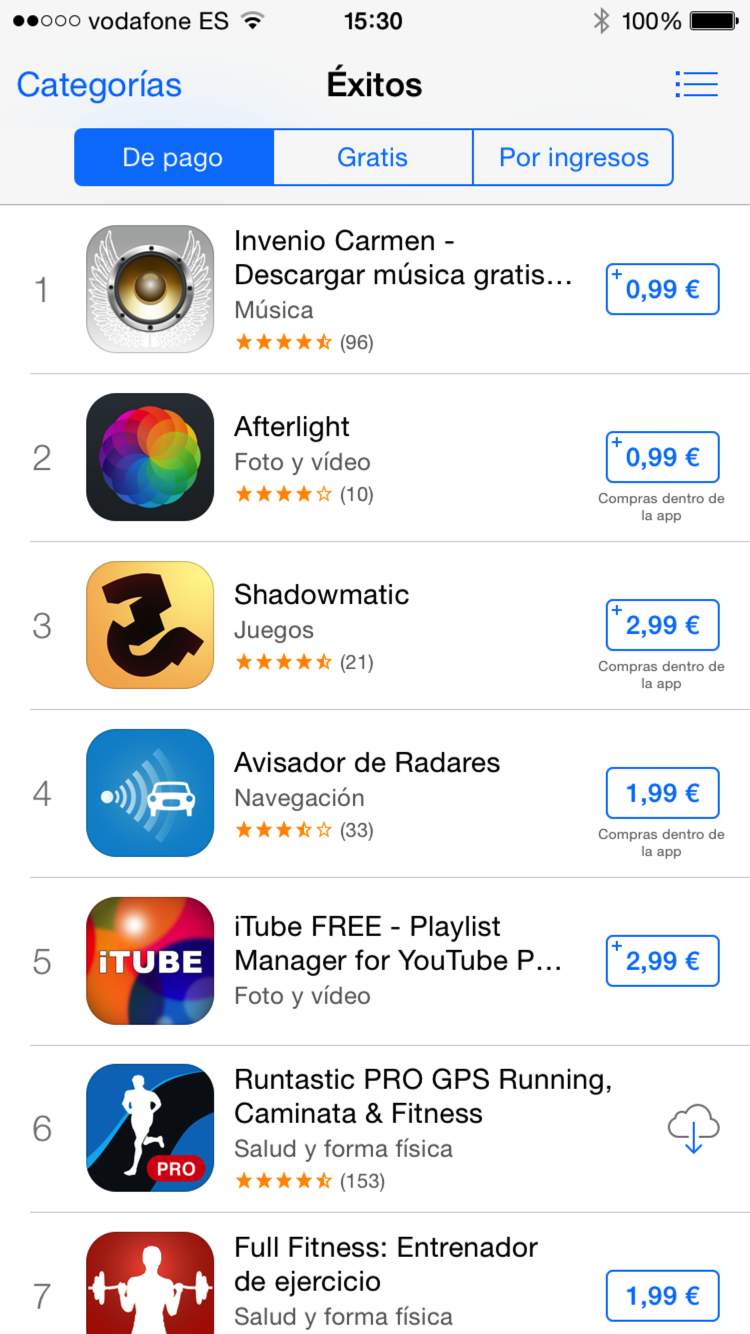 vodafone ES 15:30 100%
Categorías Éxitos
De pago Gratis Por ingresos
1
Invenio Carmen -
Descargar música gratis...
Música
(96)
+ 0,99 €
2
Afterlight
Foto y vídeo
(10)
+ 0,99 €
Compras dentro de
la app
3
Shadowmatic
Juegos
(21)
+ 2,99 €
Compras dentro de
la app
4
Avisador de Radares
Navegación
(33)
1,99 €
Compras dentro de
la app
5
iTUBE
iTube FREE - Playlist
Manager for YouTube P...
Foto y vídeo
+ 2,99 €
6
PRO
Runtastic PRO GPS Running,
Caminata & Fitness
Salud y forma física
(153)
7
Full Fitness: Entrenador
de ejercicio
Salud y forma física
1,99 €